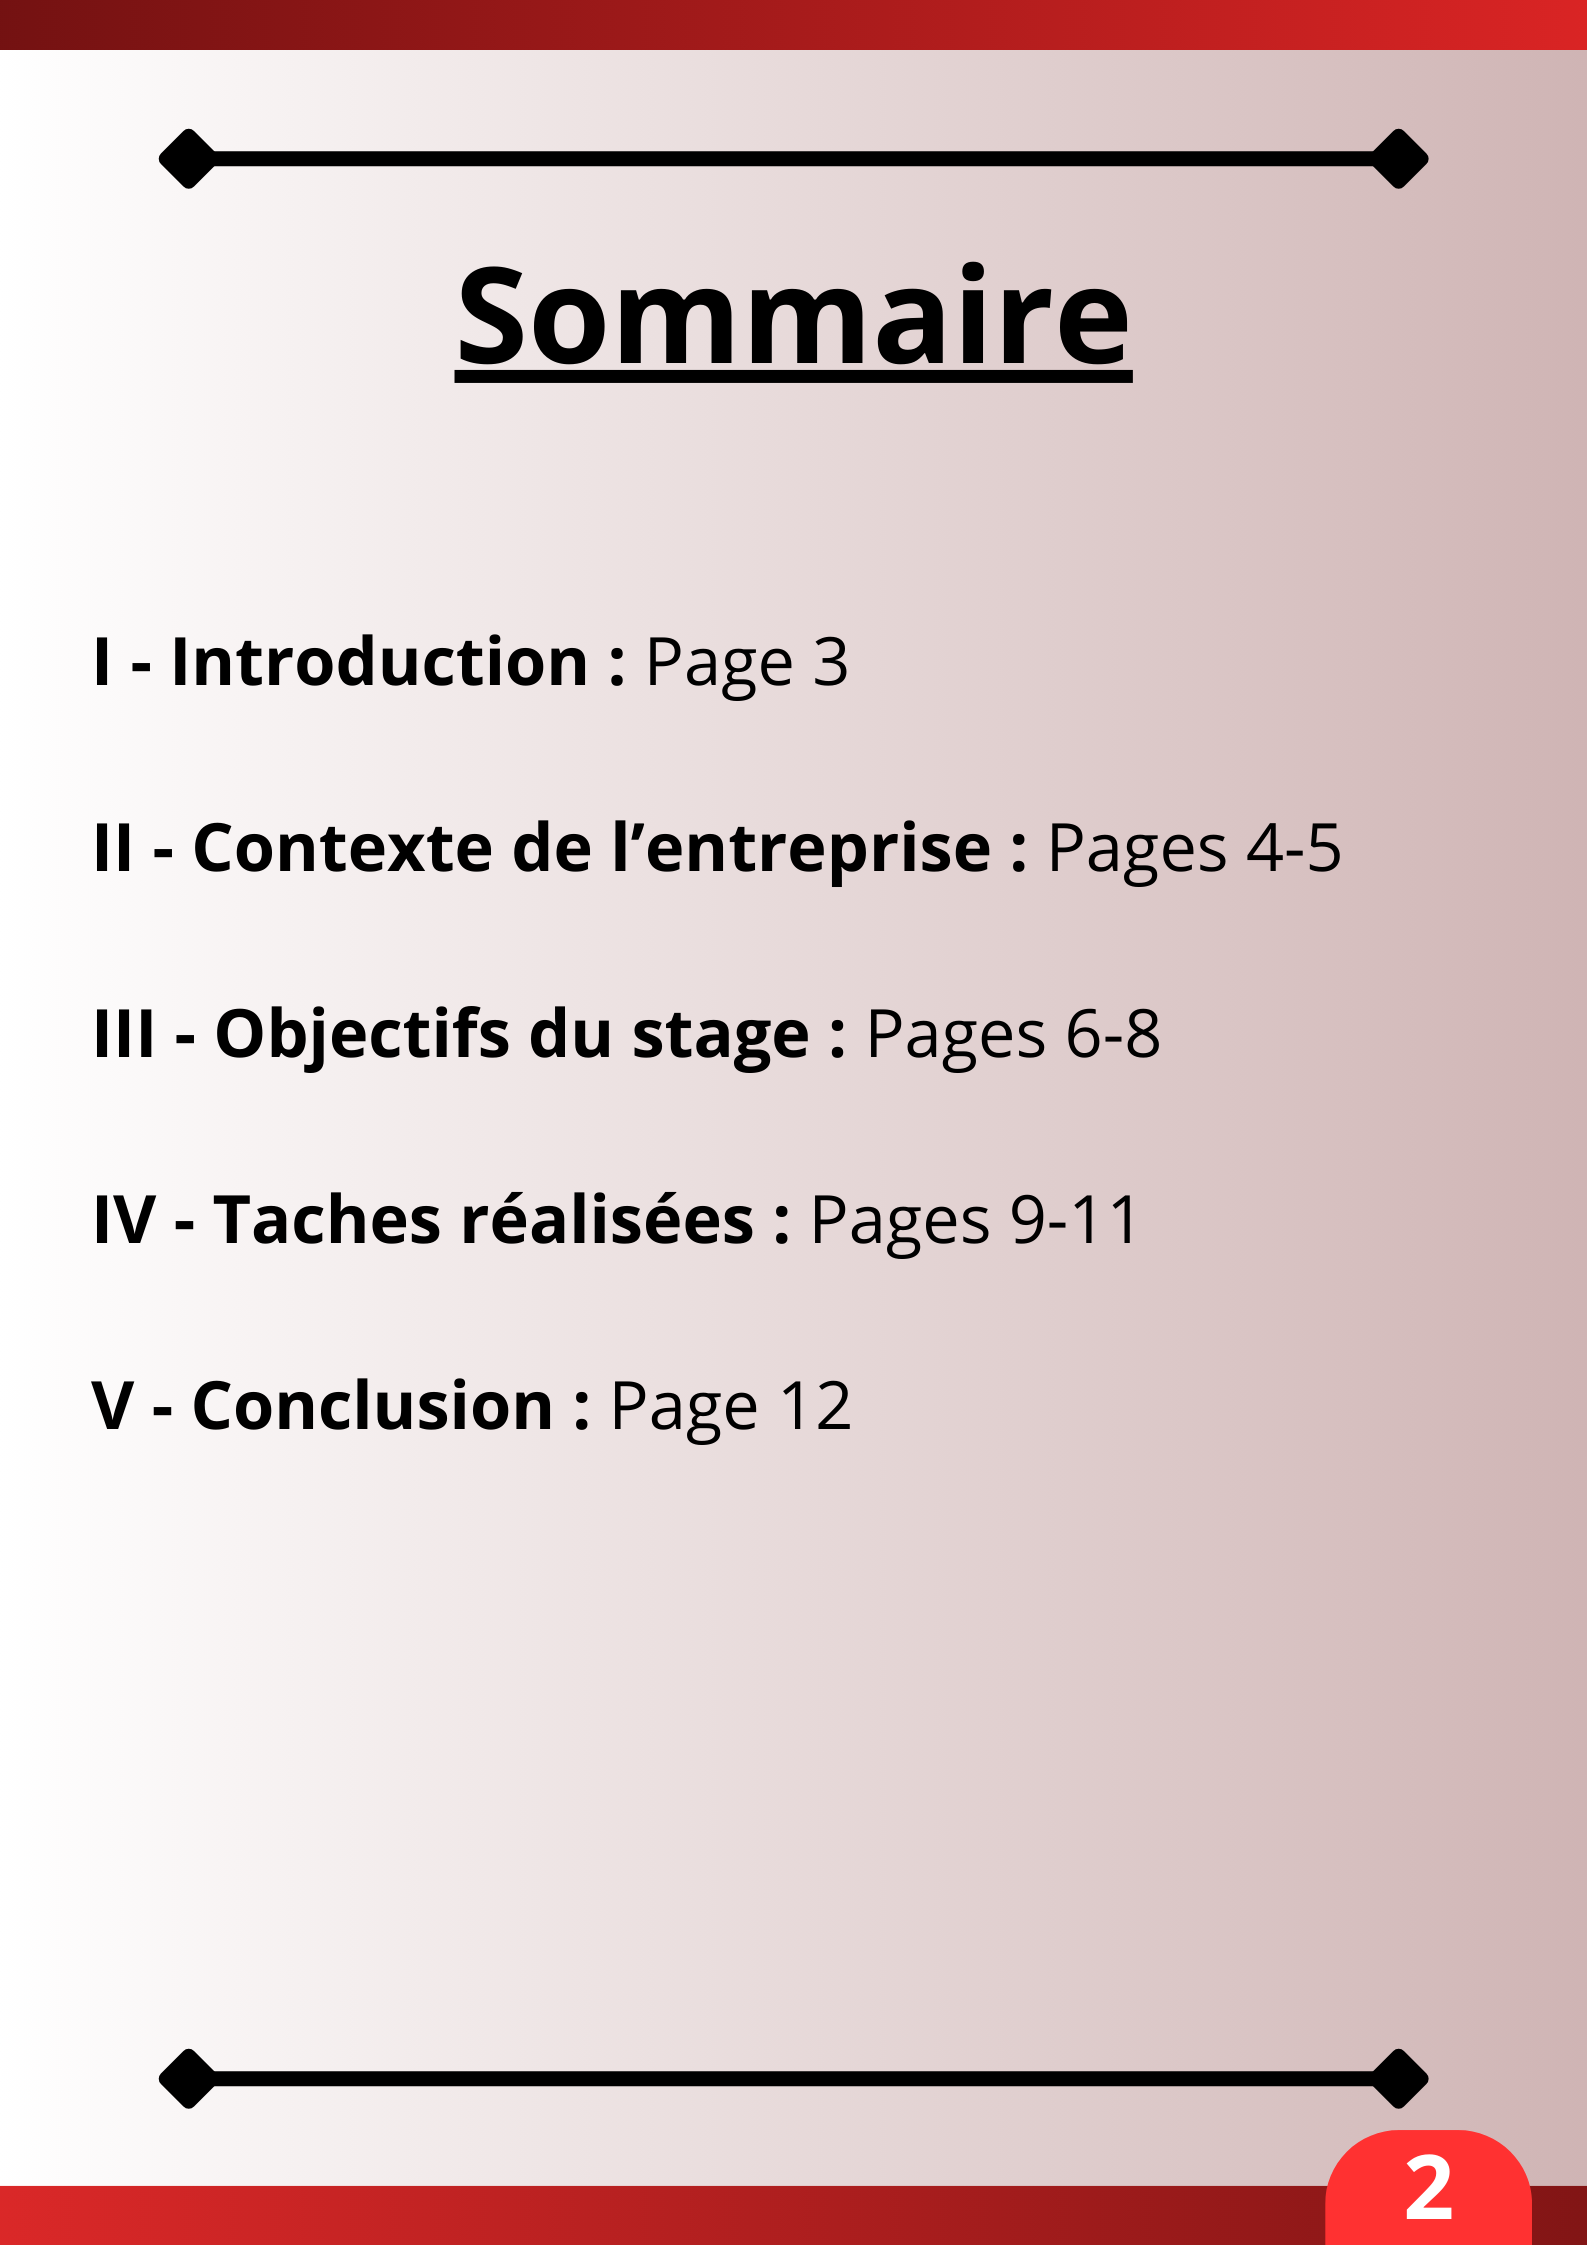 Sommaire
I - Introduction : Page 3
II - Contexte de l’entreprise : Pages 4-5
III - Objectifs du stage : Pages 6-8
IV - Taches réalisées : Pages 9-11
V - Conclusion : Page 12
2